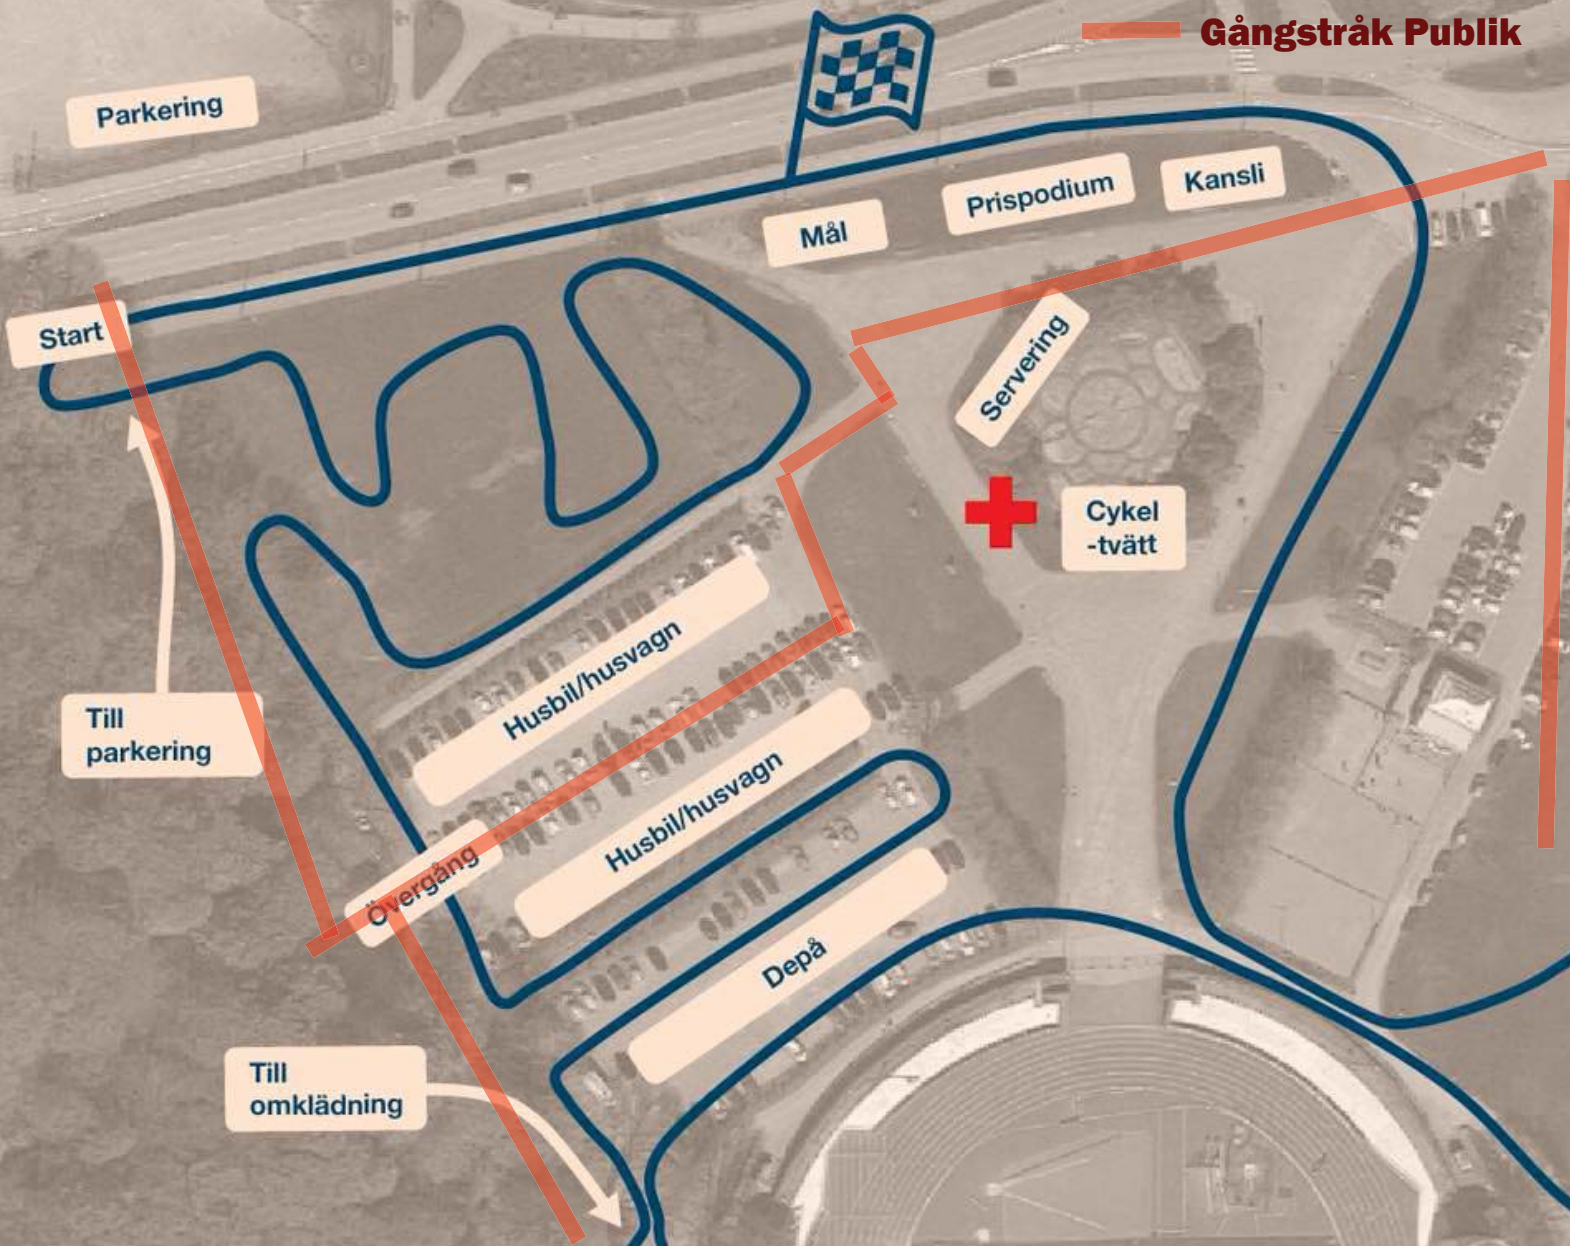 Gångstråk Publik
Parkering
Prispodium
Kansli
Mål
Start
Servering
Cykel
-tvätt
Husbil/husvagn
Till
parkering
Husbil/husvagn
Övergång
Depå
Till
omklädning